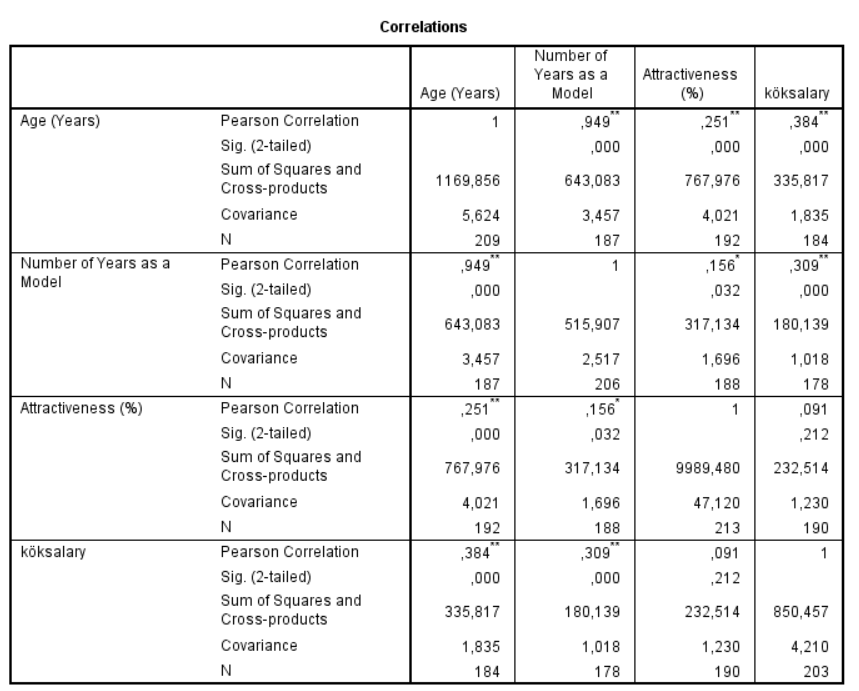 Correlations
Age (Years) Number of Years as a Model Attractiveness (%) köksalary
Age (Years) Pearson Correlation 1 ,949** ,251** ,384**
Sig. (2-tailed) ,000 ,000 ,000
Sum of Squares and Cross-products 1169,856 643,083 767,976 335,817
Covariance 5,624 3,457 4,021 1,835
N 209 187 192 184
Number of Years as a Model Pearson Correlation ,949** 1 ,156* ,309**
Sig. (2-tailed) ,000 ,032 ,000
Sum of Squares and Cross-products 643,083 515,907 317,134 180,139
Covariance 3,457 2,517 1,696 1,018
N 187 206 188 178
Attractiveness (%) Pearson Correlation ,251** ,156* 1 ,091
Sig. (2-tailed) ,000 ,032 ,212
Sum of Squares and Cross-products 767,976 317,134 9989,480 232,514
Covariance 4,021 1,696 47,120 1,230
N 192 188 213 190
köksalary Pearson Correlation ,384** ,309** ,091 1
Sig. (2-tailed) ,000 ,000 ,212
Sum of Squares and Cross-products 335,817 180,139 232,514 850,457
Covariance 1,835 1,018 1,230 4,210
N 184 178 190 203